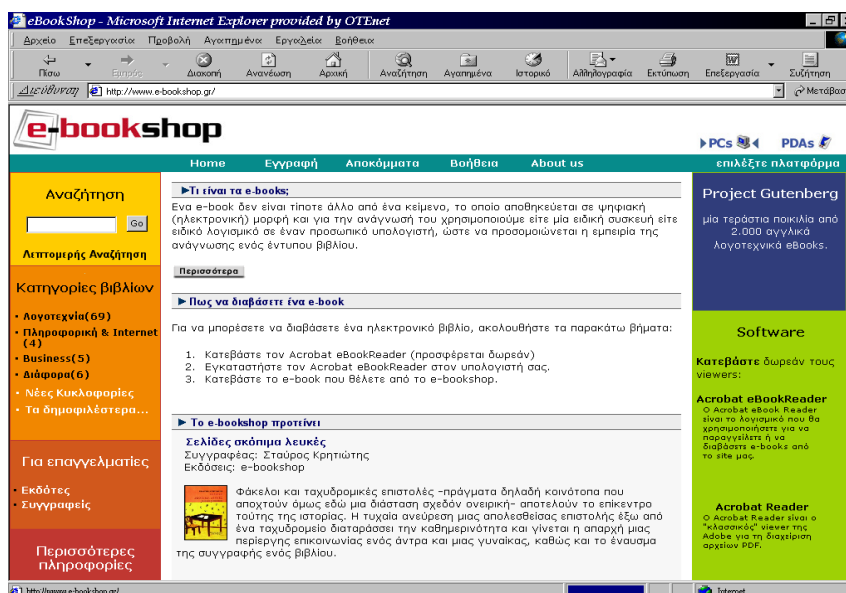 eBookShop - Microsoft Internet Explorer provided by OTEnet
Αρχείο Επεξεργασία Προβολή Αγαπημένα Εργαλεία Βοήθεια
Πίσω Εμπρός Διακοπή Ανανέωση Αρχική Αναζήτηση Αγαπημένα Ιστορικό Αλληλογραφία Εκτύπωση Επεξεργασία Συζήτηση
Διεύθυνση http://www.e-bookshop.gr/ Μετάβασ
e-bookshop
PCs PDAs
Home Εγγραφή Αποκόμματα Βοήθεια About us επιλέξτε πλατφόρμα
Αναζήτηση
Go
Λεπτομερής Αναζήτηση
Κατηγορίες βιβλίων
• Λογοτεχνία(69)
• Πληροφορική & Internet
(4)
• Business(5)
• Διάφορα(6)
• Νέες Κυκλοφορίες
• Τα δημοφιλέστερα...
Για επαγγελματίες
• Εκδότες
• Συγγραφείς
Περισσότερες
πληροφορίες
Τι είναι τα e-books;
Ενα e-book δεν είναι τίποτε άλλο από ένα κείμενο, το οποίο αποθηκεύεται σε ψηφιακή
(ηλεκτρονική) μορφή και για την ανάγνωσή του χρησιμοποιούμε είτε μία ειδική συσκευή είτε
ειδικό λογισμικό σε έναν προσωπικό υπολογιστή, ώστε να προσομοιώνεται η εμπειρία της
ανάγνωσης ενός έντυπου βιβλίου.
Περισσότερα
Πως να διαβάσετε ένα e-book
Για να μπορέσετε να διαβάσετε ένα ηλεκτρονικό βιβλίο, ακολουθήστε τα παρακάτω βήματα:
1. Κατεβάστε τον Acrobat eBookReader (προσφέρεται δωρεάν)
2. Εγκαταστήστε τον Acrobat eBookReader στον υπολογιστή σας.
3. Κατεβάστε το e-book που θέλετε από το e-bookshop.
Το e-bookshop προτείνει
Σελίδες σκόπιμα λευκές
Συγγραφέας: Σταύρος Κρητιώτης
Εκδόσεις: e-bookshop
Φάκελοι και ταχυδρομικές επιστολές -πράγματα δηλαδή κοινότοπα που
αποχτούν όμως εδώ μια διάσταση σχεδόν ονειρική- αποτελούν το επίκεντρο
τούτης της ιστορίας. Η τυχαία ανεύρεση μιας απολεσθείσας επιστολής έξω από
ένα ταχυδρομείο διαταράσσει την καθημερινότητα και γίνεται η απαρχή μιας
περίεργης επικοινωνίας ενός άντρα και μιας γυναίκας, καθώς και το έναυσμα
της συγγραφής ενός βιβλίου.
Project Gutenberg
μία τεράστια ποικιλία από
2.000 αγγλικά
λογοτεχνικά eBooks.
Software
Κατεβάστε δωρεάν τους
viewers:
Acrobat eBookReader
Ο Acrobat eBook Reader
είναι το λογισμικό που θα
χρησιμοποιήσετε για να
παραγγείλετε ή να
διαβάσετε e-books από
το site μας.
Acrobat Reader
Ο Acrobat Reader είναι ο
"κλασσικός" viewer της
Adobe για τη διαχείριση
αρχείων PDF.
http://www.e-bookshop.gr/ Internet